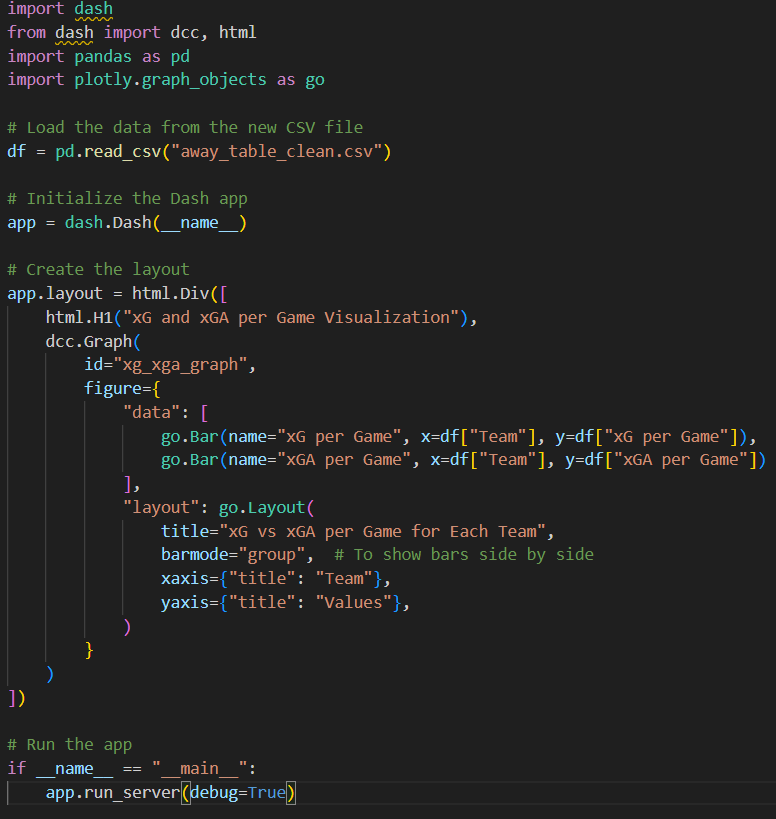 import dash
from dash import dcc, html
import pandas as pd
import plotly.graph_objects as go

# Load the data from the new CSV file
df = pd.read_csv("away_table_clean.csv")

# Initialize the Dash app
app = dash.Dash(__name__)

# Create the layout
app.layout = html.Div([
    html.H1("xG and xGA per Game Visualization"),
    dcc.Graph(
        id="xg_xga_graph",
        figure={
            "data": [
                go.Bar(name="xG per Game", x=df["Team"], y=df["xG per Game"]),
                go.Bar(name="xGA per Game", x=df["Team"], y=df["xGA per Game"])
            ],
            "layout": go.Layout(
                title="xG vs xGA per Game for Each Team",
                barmode="group",  # To show bars side by side
                xaxis={"title": "Team"},
                yaxis={"title": "Values"},
            )
        }
    )
])

# Run the app
if __name__ == "__main__":
    app.run_server(debug=True)